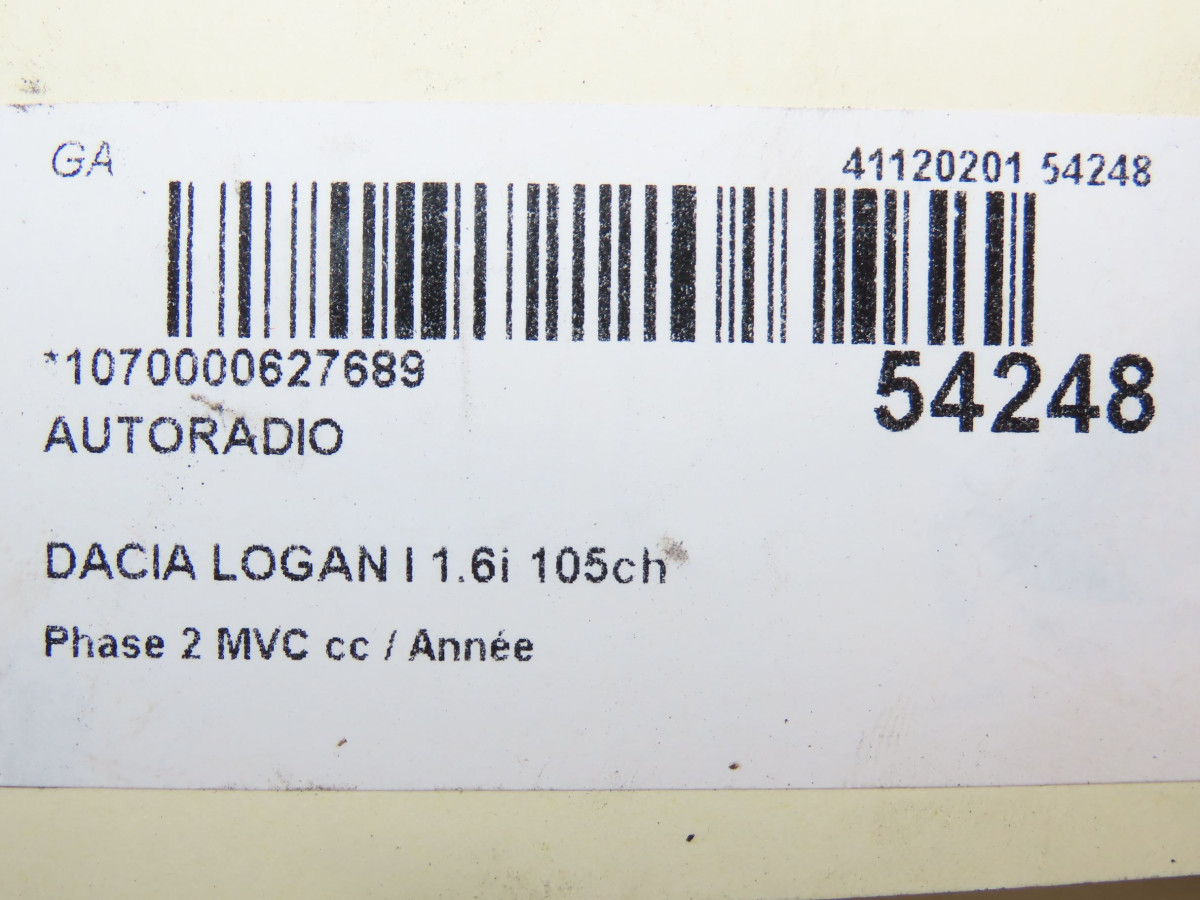 GA
41120201 54248
*1070000627689
54248
AUTORADIO
DACIA LOGAN I 1.6i 105ch
Phase 2 MVC cc / Année